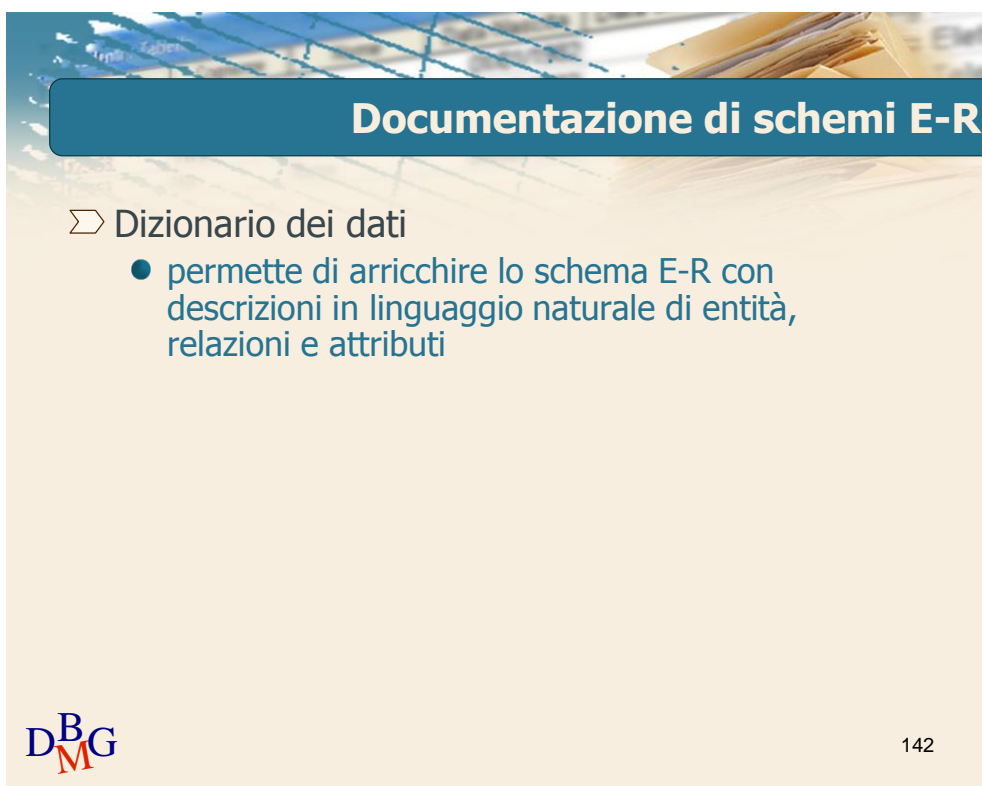 Documentazione di schemi E-R
Dizionario dei dati
permette di arricchire lo schema E-R con
descrizioni in linguaggio naturale di entità,
relazioni e attributi
DBMG
142